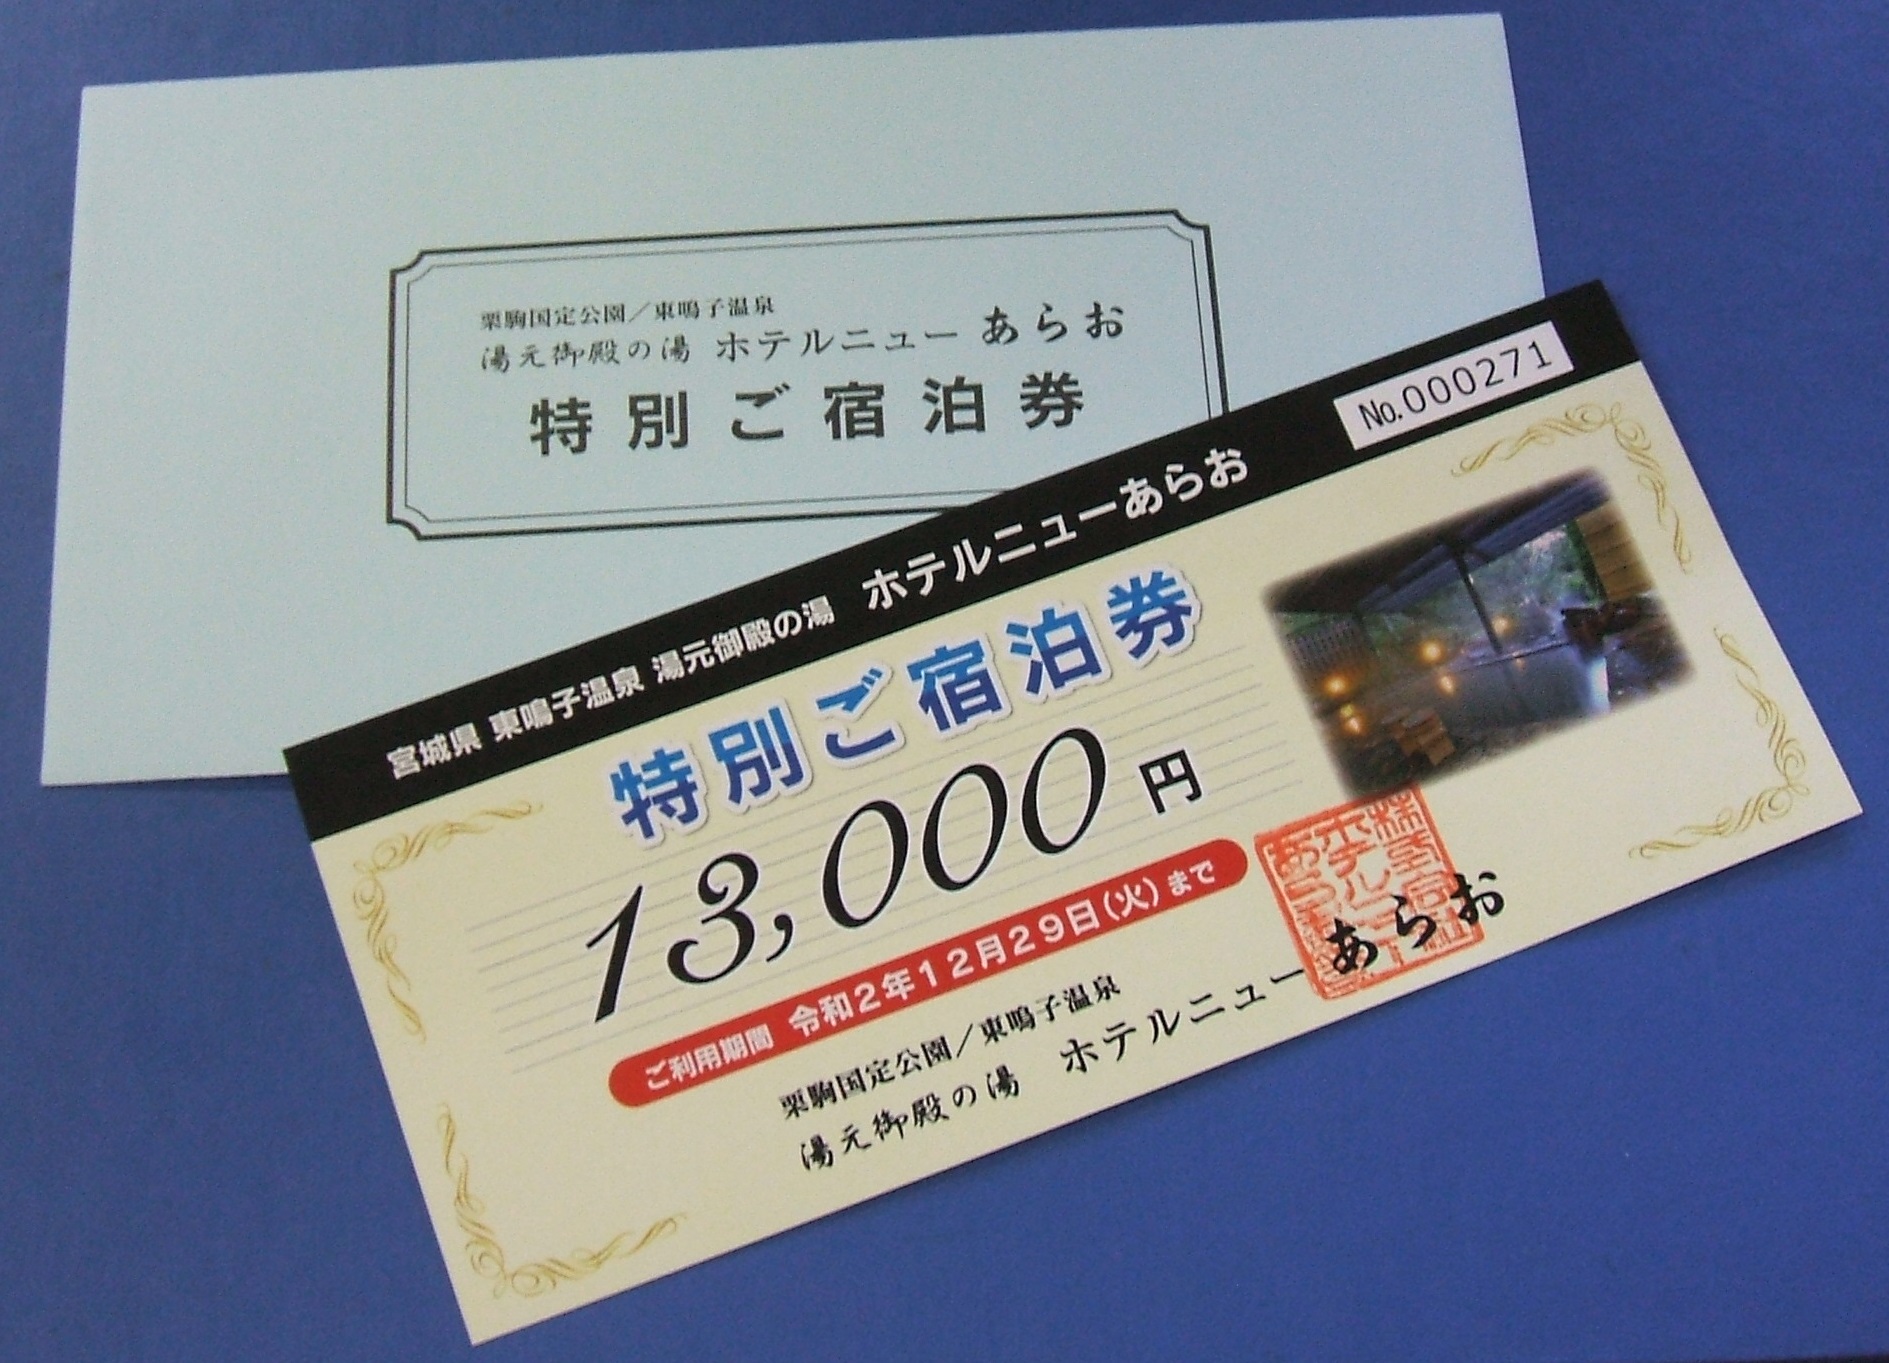 栗駒国定公園／東鳴子温泉
湯元御殿の湯 ホテルニューあらお
特別ご宿泊券
No.000271
宮城県 東鳴子温泉 湯元御殿の湯 ホテルニューあらお
特別ご宿泊券
13,000円
ご利用期間 令和2年12月29日(火)まで
栗駒国定公園／東鳴子温泉
湯元御殿の湯 ホテルニューあらお